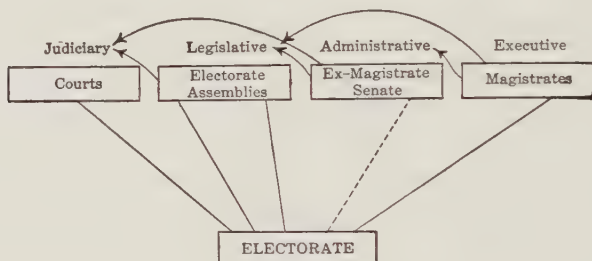 Judiciary Legislative Administrative Executive
Courts Electorate Assemblies Ex-Magistrate Senate Magistrates
ELECTORATE